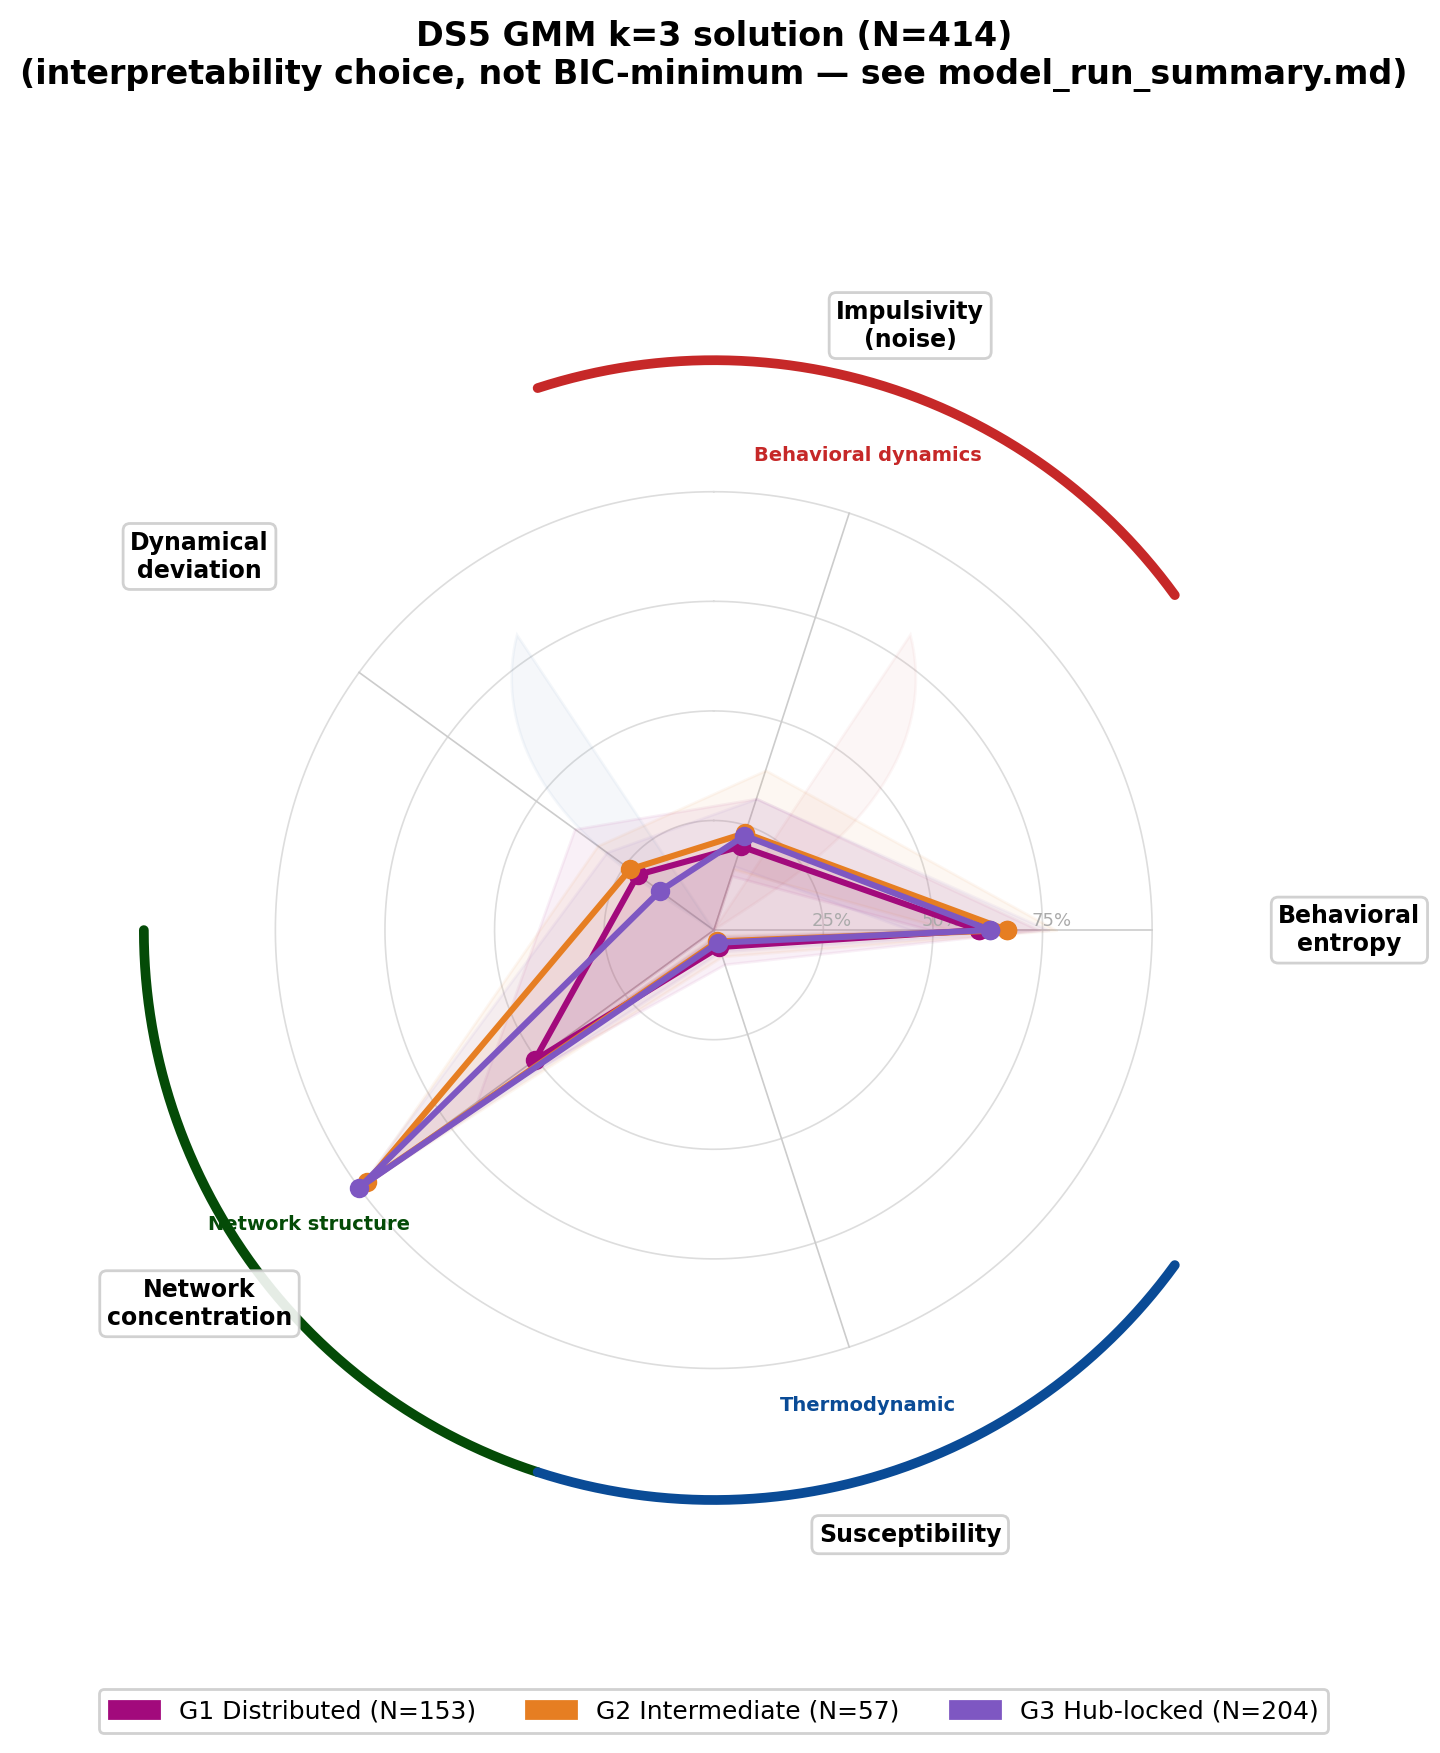 DS5 GMM k=3 solution (N=414)
(interpretability choice, not BIC-minimum — see model_run_summary.md)
Impulsivity
(noise)
Behavioral dynamics
Dynamical
deviation
25%
75%
Behavioral
entropy
Network structure
Network
concentration
Thermodynamic
Susceptibility
G1 Distributed (N=153)
G2 Intermediate (N=57)
G3 Hub-locked (N=204)